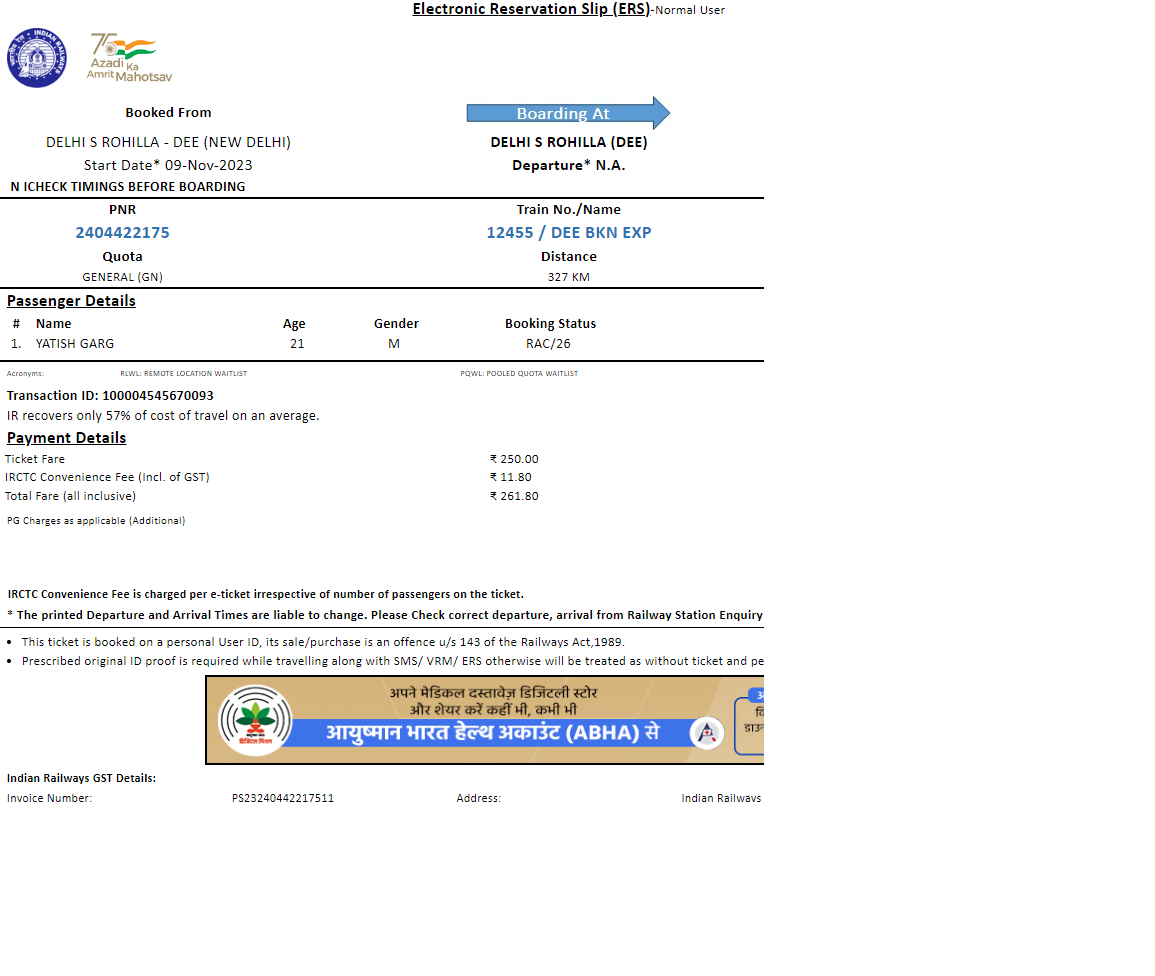 Electronic Reservation Slip (ERS)-Normal User
INDIAN RAILWAYS
75
Azadi Ka
Amrit Mahotsav
Booked From
Boarding At
DELHI S ROHILLA - DEE (NEW DELHI)
DELHI S ROHILLA (DEE)
Start Date* 09-Nov-2023
Departure* N.A.
N ICHECK TIMINGS BEFORE BOARDING
PNR
Train No./Name
2404422175
12455 / DEE BKN EXP
Quota
Distance
GENERAL (GN)
327 KM
Passenger Details
# Name Age Gender Booking Status
1. YATISH GARG 21 M RAC/26
Acronyms: RLWL: REMOTE LOCATION WAITLIST PQWL: POOLED QUOTA WAITLIST
Transaction ID: 100004545670093
IR recovers only 57% of cost of travel on an average.
Payment Details
Ticket Fare ₹ 250.00
IRCTC Convenience Fee (Incl. of GST) ₹ 11.80
Total Fare (all inclusive) ₹ 261.80
PG Charges as applicable (Additional)
IRCTC Convenience Fee is charged per e-ticket irrespective of number of passengers on the ticket.
* The printed Departure and Arrival Times are liable to change. Please Check correct departure, arrival from Railway Station Enquiry
• This ticket is booked on a personal User ID, its sale/purchase is an offence u/s 143 of the Railways Act,1989.
• Prescribed original ID proof is required while travelling along with SMS/ VRM/ ERS otherwise will be treated as without ticket and pe
अपने मेडिकल दस्तावेज़ डिजिटली स्टोर
और शेयर करें कहीं भी, कभी भी
आयुष्मान भारत हेल्थ अकाउंट (ABHA) से
Indian Railways GST Details:
Invoice Number: PS23240442217511 Address: Indian Railways